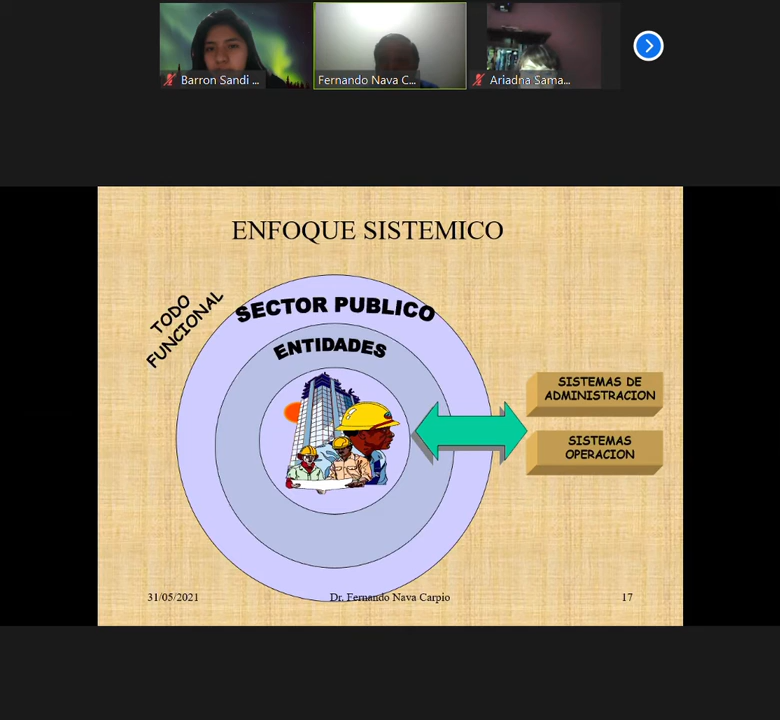 Barron Sandi ...
Fernando Nava C...
Ariadna Sama...
ENFOQUE SISTEMICO
TODO
FUNCIONAL
SECTOR PUBLICO
ENTIDADES
SISTEMAS DE
ADMINISTRACION
SISTEMAS
OPERACION
31/05/2021
Dr. Fernando Nava Carpio
17